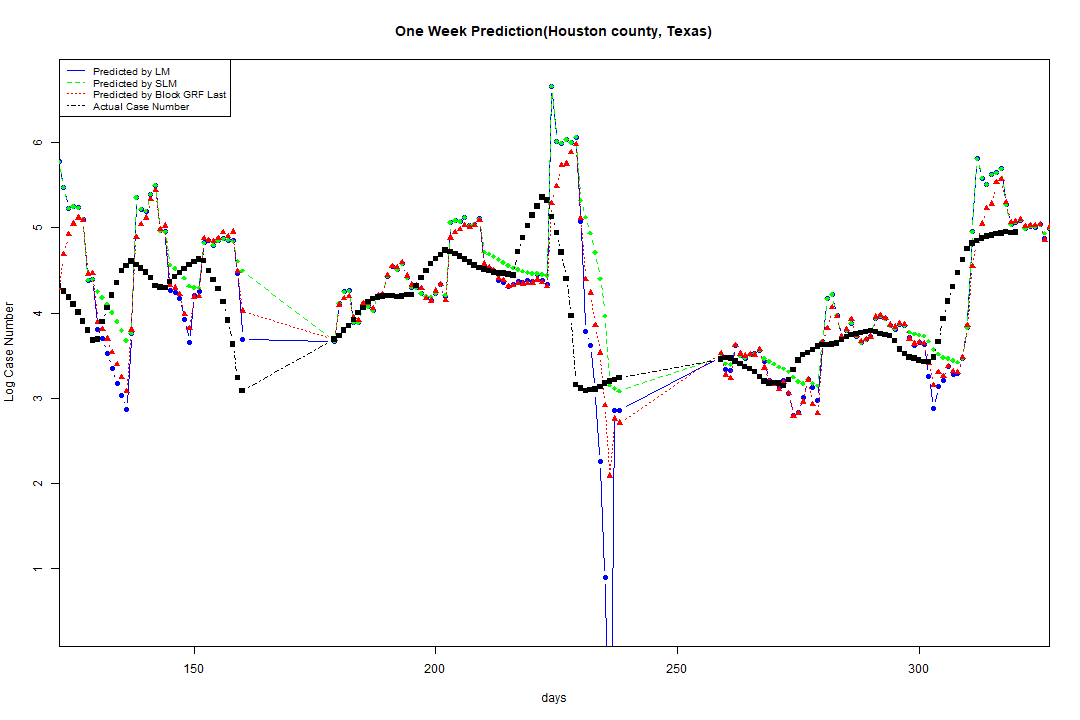 One Week Prediction(Houston county, Texas)
Predicted by LM
Predicted by SLM
Predicted by Block GRF Last
Actual Case Number
6
5
4
3
2
1
Log Case Number
150 200 250 300
days